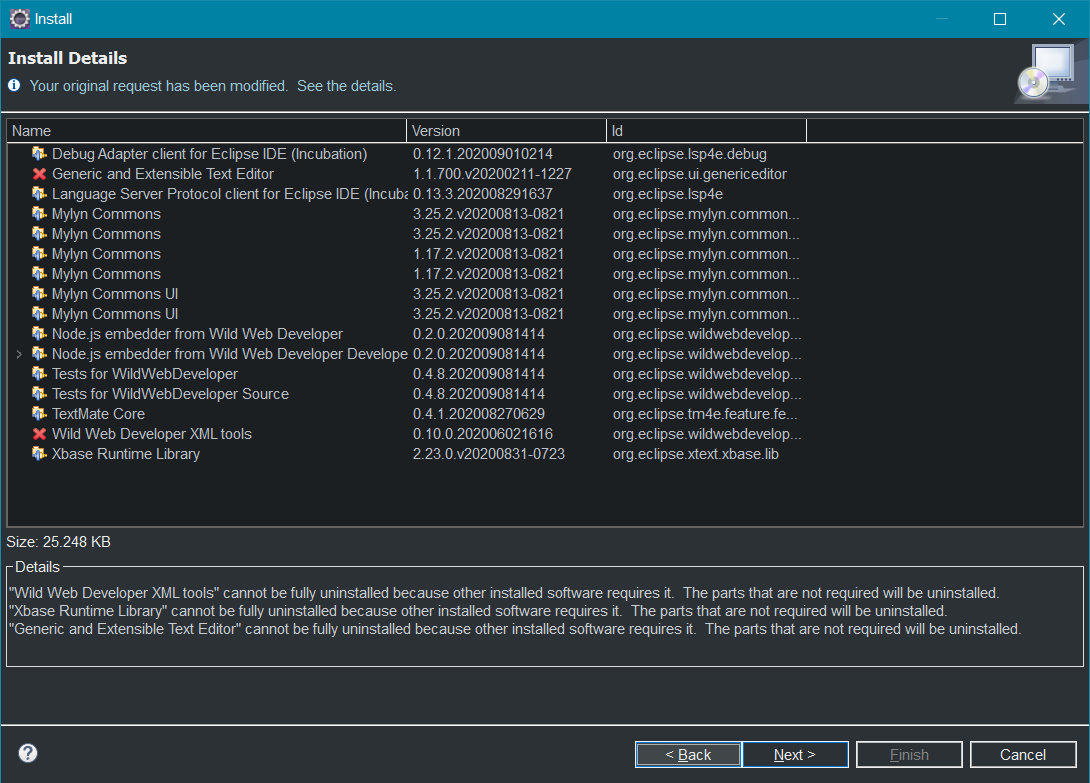 Install
Install Details
Your original request has been modified.  See the details.
Name Version Id
Debug Adapter client for Eclipse IDE (Incubation) 0.12.1.202009010214 org.eclipse.lsp4e.debug
Generic and Extensible Text Editor 1.1.700.v20200211-1227 org.eclipse.ui.genericeditor
Language Server Protocol client for Eclipse IDE (Incuba 0.13.3.202008291637 org.eclipse.lsp4e
Mylyn Commons 3.25.2.v20200813-0821 org.eclipse.mylyn.common...
Mylyn Commons 3.25.2.v20200813-0821 org.eclipse.mylyn.common...
Mylyn Commons 1.17.2.v20200813-0821 org.eclipse.mylyn.common...
Mylyn Commons 1.17.2.v20200813-0821 org.eclipse.mylyn.common...
Mylyn Commons UI 3.25.2.v20200813-0821 org.eclipse.mylyn.common...
Mylyn Commons UI 3.25.2.v20200813-0821 org.eclipse.mylyn.common...
Node.js embedder from Wild Web Developer 0.2.0.202009081414 org.eclipse.wildwebdevelop...
Node.js embedder from Wild Web Developer Develope 0.2.0.202009081414 org.eclipse.wildwebdevelop...
Tests for WildWebDeveloper 0.4.8.202009081414 org.eclipse.wildwebdevelop...
Tests for WildWebDeveloper Source 0.4.8.202009081414 org.eclipse.wildwebdevelop...
TextMate Core 0.4.1.202008270629 org.eclipse.tm4e.feature.fe...
Wild Web Developer XML tools 0.10.0.202006021616 org.eclipse.wildwebdevelop...
Xbase Runtime Library 2.23.0.v20200831-0723 org.eclipse.xtext.xbase.lib
Size: 25.248 KB
Details
"Wild Web Developer XML tools" cannot be fully uninstalled because other installed software requires it.  The parts that are not required will be uninstalled.
"Xbase Runtime Library" cannot be fully uninstalled because other installed software requires it.  The parts that are not required will be uninstalled.
"Generic and Extensible Text Editor" cannot be fully uninstalled because other installed software requires it.  The parts that are not required will be uninstalled.
? < Back Next > Finish Cancel